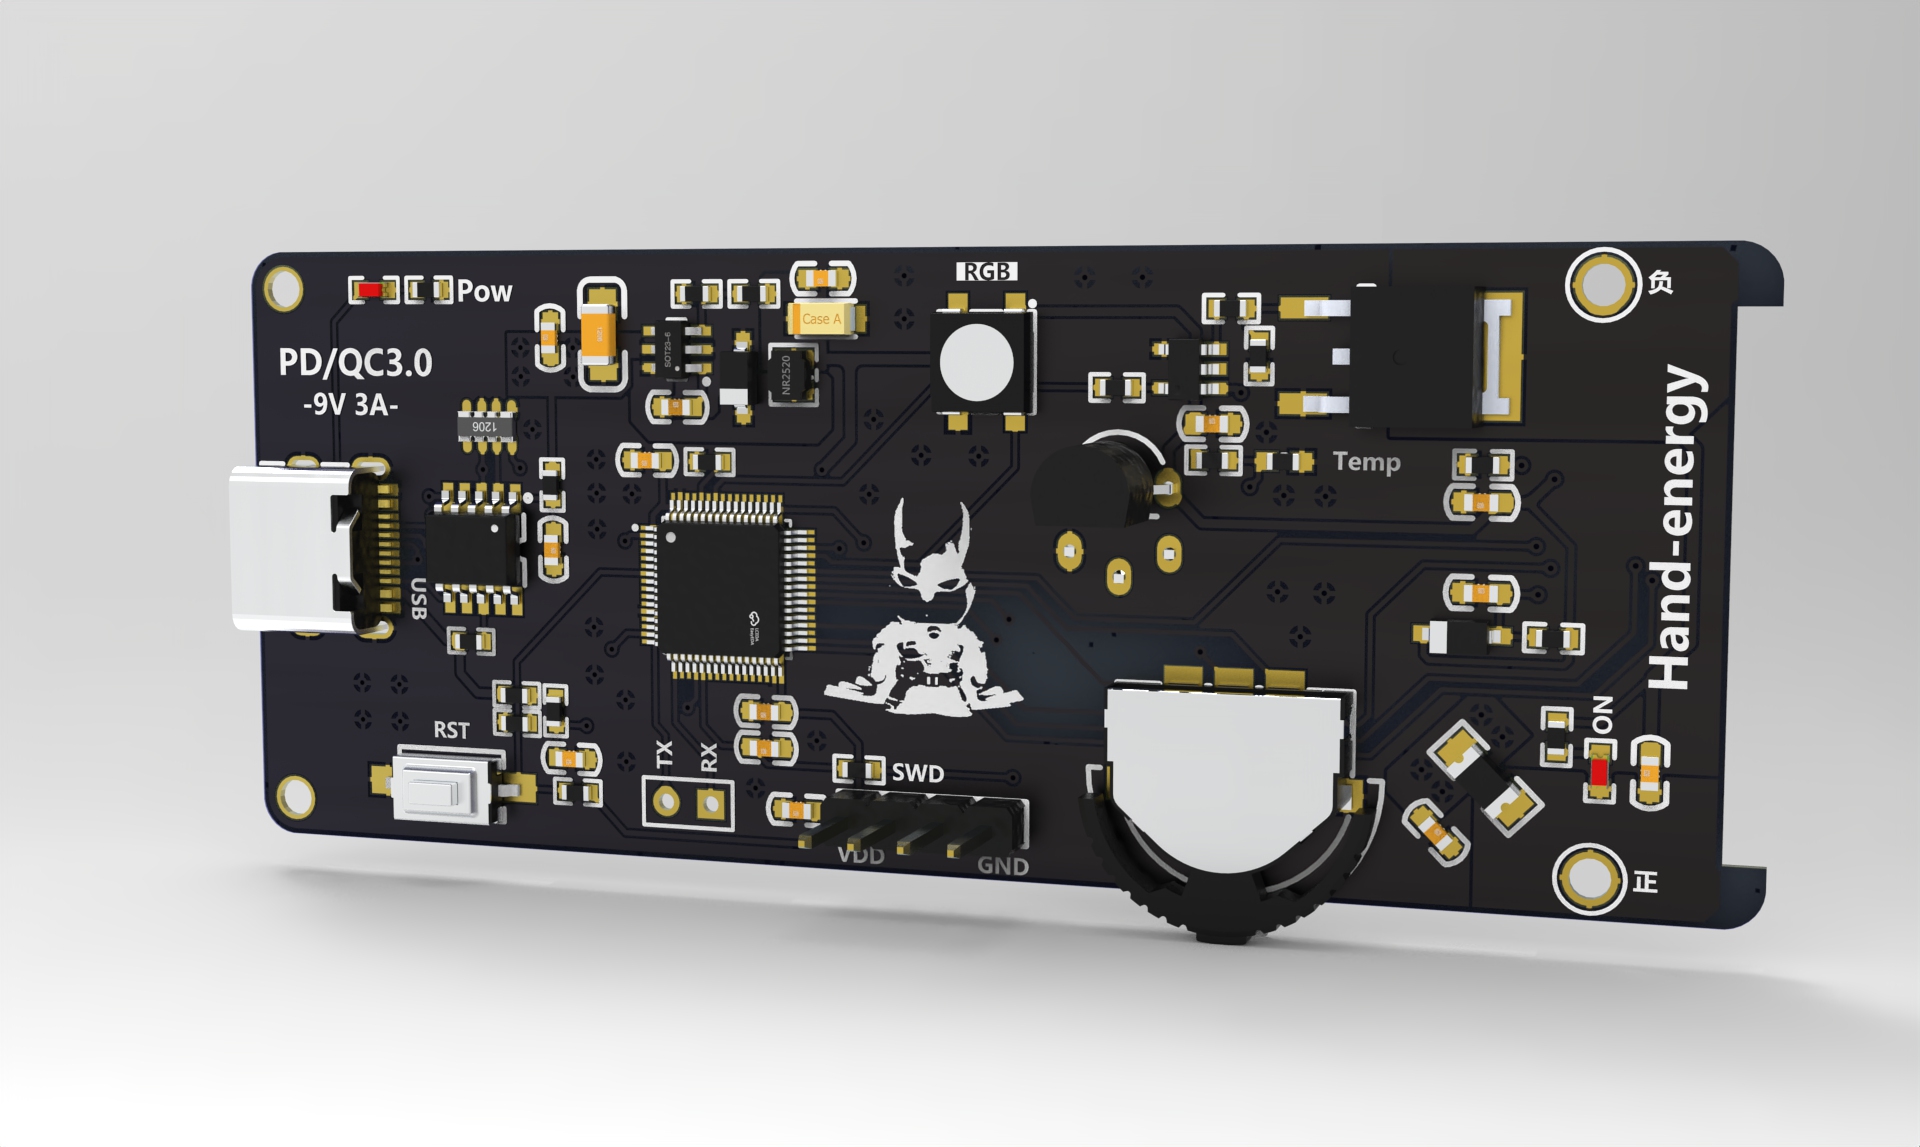 RGB
负
Pow
Case A
PD/QC3.0
-9V 3A-
SOT23-6
NR2520
1206
1206
Temp
Hand-energy
USB
ON
RST
TX
RX
SWD
VDD
GND
正